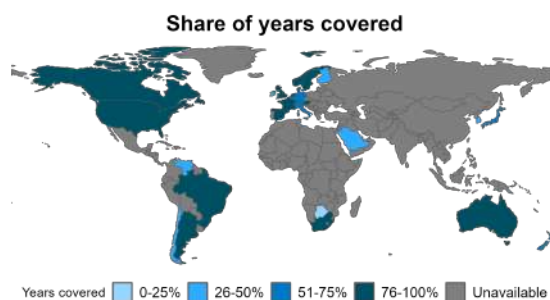 Share of years covered
Years covered 0-25% 26-50% 51-75% 76-100% Unavailable